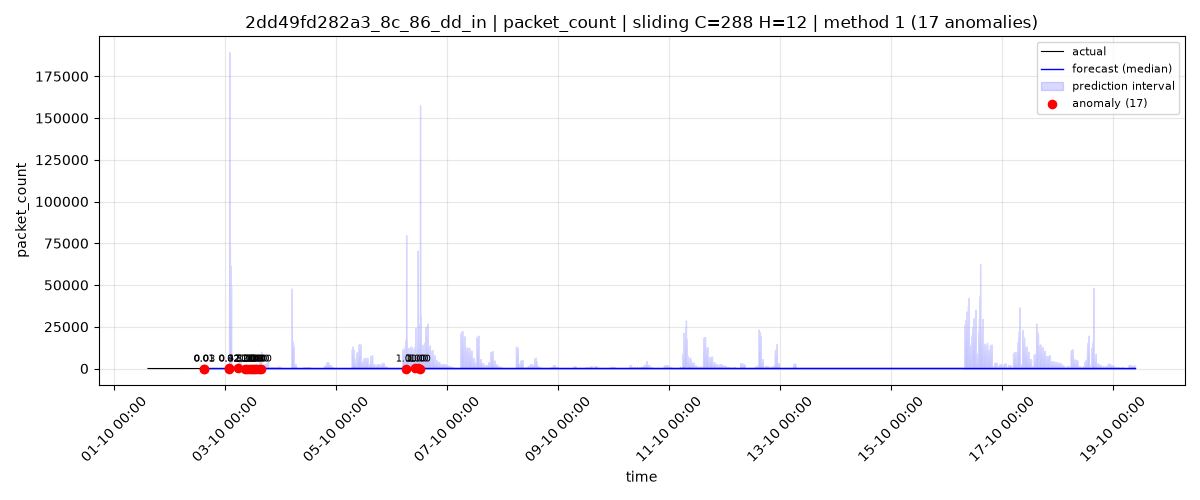 2dd49fd282a3_8c_86_dd_in | packet_count | sliding C=288 H=12 | method 1 (17 anomalies)
actual
forecast (median)
prediction interval
anomaly (17)
packet_count
175000
150000
125000
100000
75000
50000
25000
0
01-10 00:00
03-10 00:00
05-10 00:00
07-10 00:00
09-10 00:00
11-10 00:00
13-10 00:00
15-10 00:00
17-10 00:00
19-10 00:00
time